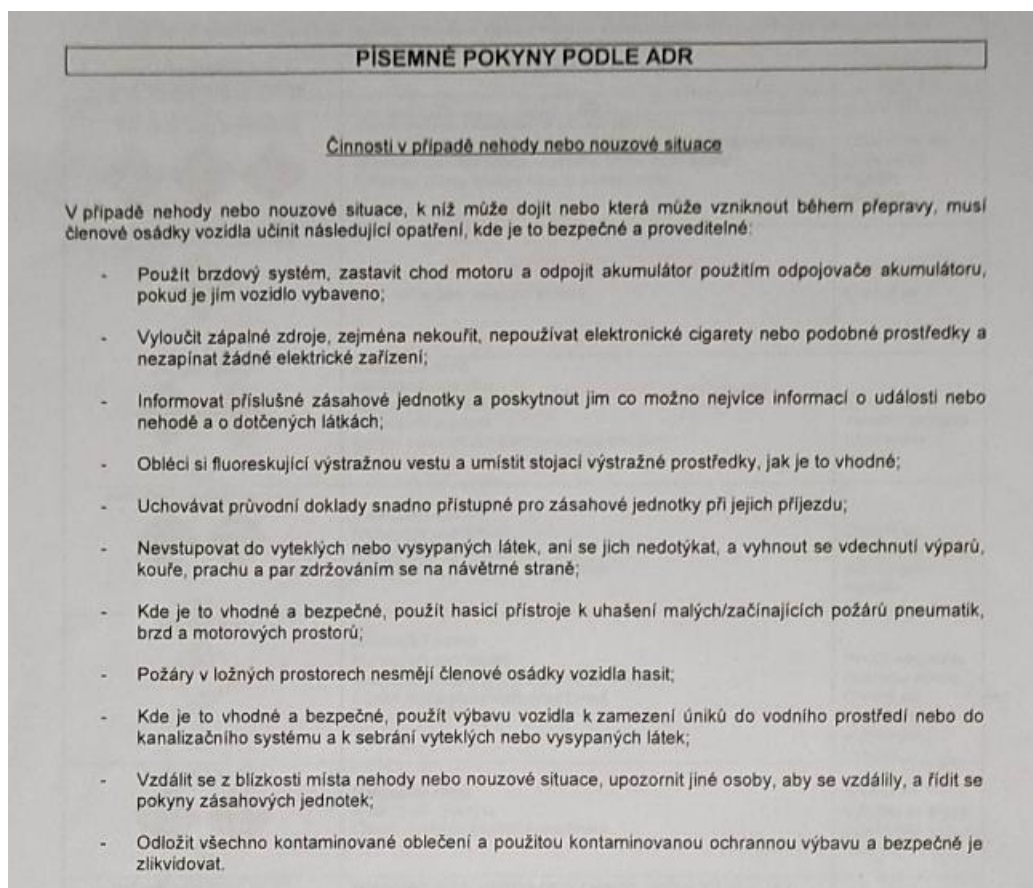 PÍSEMNÉ POKYNY PODLE ADR
Činnosti v případě nehody nebo nouzové situace
V případě nehody nebo nouzové situace, k níž může dojít nebo která může vzniknout během přepravy, musí
členové osádky vozidla učinit následující opatření, kde je to bezpečné a proveditelné:
- Použít brzdový systém, zastavit chod motoru a odpojit akumulátor použitím odpojovače akumulátoru,
pokud je jím vozidlo vybaveno;
- Vyloučit zápalné zdroje, zejména nekouřit, nepoužívat elektronické cigarety nebo podobné prostředky a
nezapínat žádné elektrické zařízení;
- Informovat příslušné zásahové jednotky a poskytnout jim co možno nejvíce informací o události nebo
nehodě a o dotčených látkách;
- Obléci si fluoreskující výstražnou vestu a umístit stojací výstražné prostředky, jak je to vhodné;
- Uchovávat průvodní doklady snadno přístupné pro zásahové jednotky při jejich příjezdu;
- Nevstupovat do vyteklých nebo vysypaných látek, ani se jich nedotýkat, a vyhnout se vdechnutí výparů,
kouře, prachu a par zdržováním se na návětrné straně;
- Kde je to vhodné a bezpečné, použít hasicí přístroje k uhašení malých/začínajících požárů pneumatik,
brzd a motorových prostorů;
- Požáry v ložných prostorech nesmějí členové osádky vozidla hasit;
- Kde je to vhodné a bezpečné, použít výbavu vozidla k zamezení úniků do vodního prostředí nebo do
kanalizačního systému a k sebrání vyteklých nebo vysypaných látek;
- Vzdálit se z blízkosti místa nehody nebo nouzové situace, upozornit jiné osoby, aby se vzdálily, a řídit se
pokyny zásahových jednotek;
- Odložit všechno kontaminované oblečení a použitou kontaminovanou ochrannou výbavu a bezpečně je
zlikvidovat.